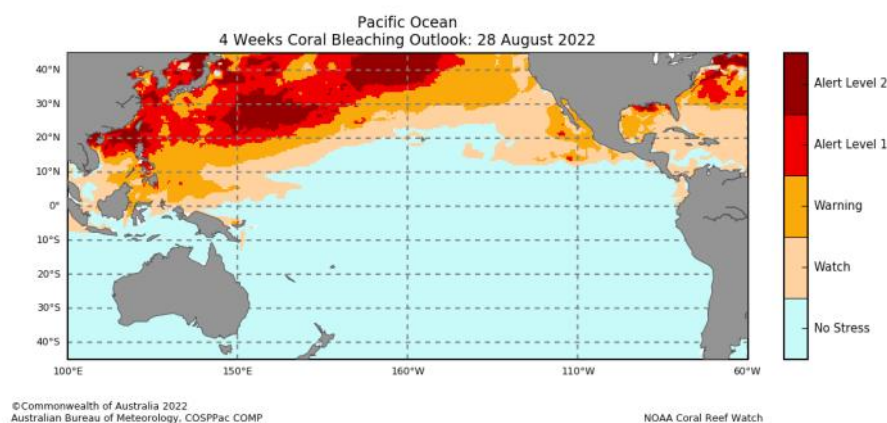 Pacific Ocean
4 Weeks Coral Bleaching Outlook: 28 August 2022
40°N
30°N
20°N
10°N
0°
10°S
20°S
30°S
40°S
100°E
150°E
160°W
110°W
60°W
Alert Level 2
Alert Level 1
Warning
Watch
No Stress
©Commonwealth of Australia 2022
Australian Bureau of Meteorology, COSPPac COMP
NOAA Coral Reef Watch